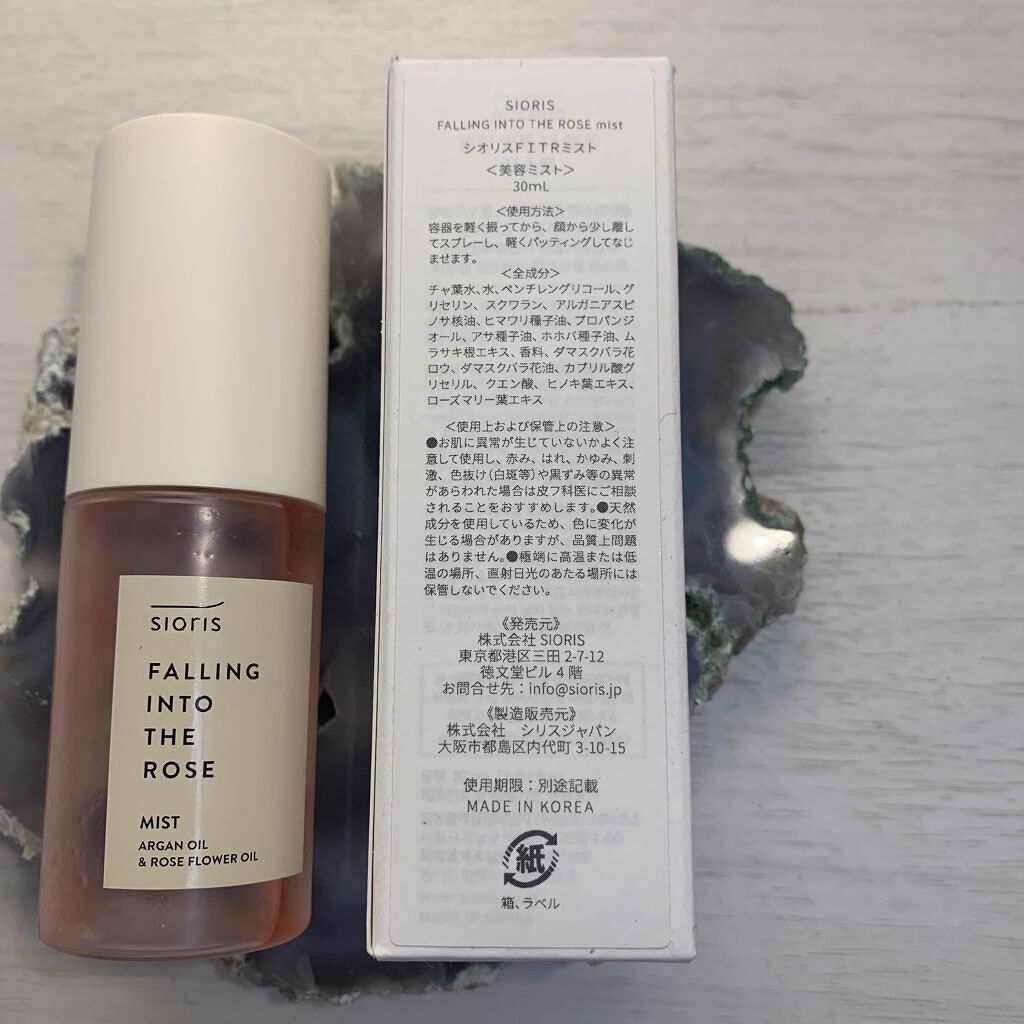 sioris
FALLING
INTO
THE
ROSE
MIST
ARGAN OIL
& ROSE FLOWER OIL
SIORIS
FALLING INTO THE ROSE mist
シオリスFITRミスト
＜美容ミスト＞
30mL
＜使用方法＞
容器を軽く振ってから、顔から少し離し
てスプレーし、軽くパッティングしてなじ
ませます。
＜全成分＞
チャ葉水、水、ペンチレングリコール、グ
リセリン、スクワラン、アルガニアスピ
ノサ核油、ヒマワリ種子油、プロパンジ
オール、アサ種子油、ホホバ種子油、ム
ラサキ根エキス、香料、ダマスクバラ花
ロウ、ダマスクバラ花油、カプリル酸グ
リセリル、クエン酸、ヒノキ葉エキス、
ローズマリー葉エキス
＜使用上および保管上の注意＞
●お肌に異常が生じていないかよく注
意して使用し、赤み、はれ、かゆみ、刺
激、色抜け(白斑等)や黒ずみ等の異常
があらわれた場合は皮フ科医にご相談
されることをおすすめします。●天然
成分を使用しているため、色に変化が
生じる場合がありますが、品質上問題
はありません。●極端に高温または低
温の場所、直射日光のあたる場所には
保管しないでください。
《発売元》
株式会社 SIORIS
東京都港区三田 2-7-12
徳文堂ビル 4 階
お問合せ先：info@sioris.jp
《製造販売元》
株式会社　シリスジャパン
大阪市都島区内代町 3-10-15
使用期限：別途記載
MADE IN KOREA
紙
箱、ラベル